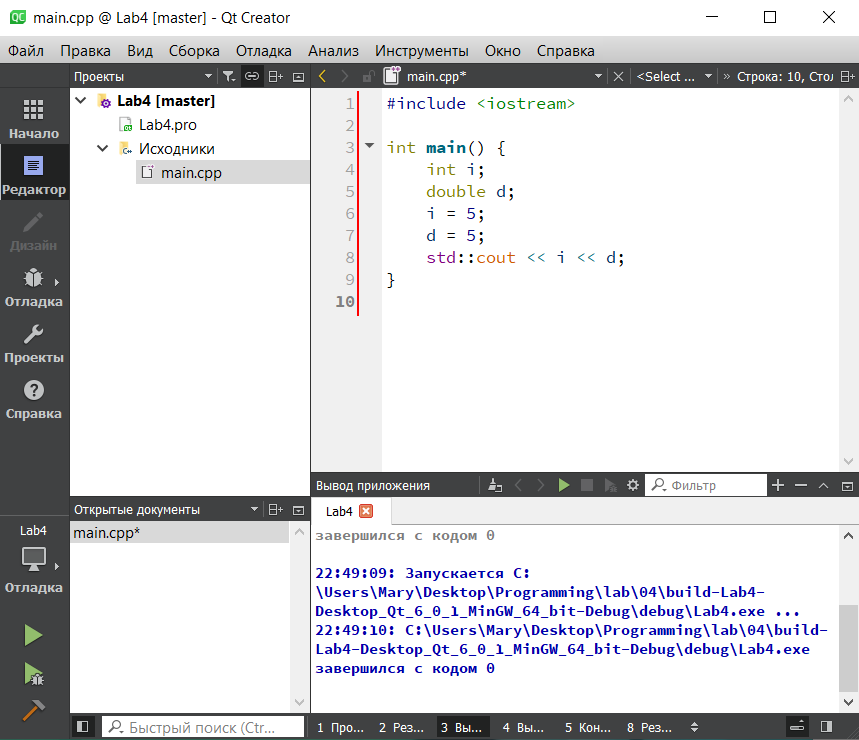 main.cpp @ Lab4 [master] - Qt Creator
Файл Правка Вид Сборка Отладка Анализ Инструменты Окно Справка
Проекты
main.cpp*
<Select ...
» Строка: 10, Стол
Начало
Редактор
Дизайн
Отладка
Проекты
Справка
Lab4 [master]
Lab4.pro
Исходники
main.cpp
1 #include <iostream>
2
3 int main() {
4 int i;
5 double d;
6 i = 5;
7 d = 5;
8 std::cout << i << d;
9 }
10
Открытые документы
main.cpp*
Lab4
Отладка
Вывод приложения
Фильтр
Lab4
завершился с кодом 0
22:49:09: Запускается C:
\Users\Mary\Desktop\Programming\lab\04\build-Lab4-
Desktop_Qt_6_0_1_MinGW_64_bit-Debug\debug\Lab4.exe ...
22:49:10: C:\Users\Mary\Desktop\Programming\lab\04\build-
Lab4-Desktop_Qt_6_0_1_MinGW_64_bit-Debug\debug\Lab4.exe
завершился с кодом 0
Быстрый поиск (Ctr...
1 Про... 2 Рез... 3 Вы... 4 Вы... 5 Кон... 8 Рез...